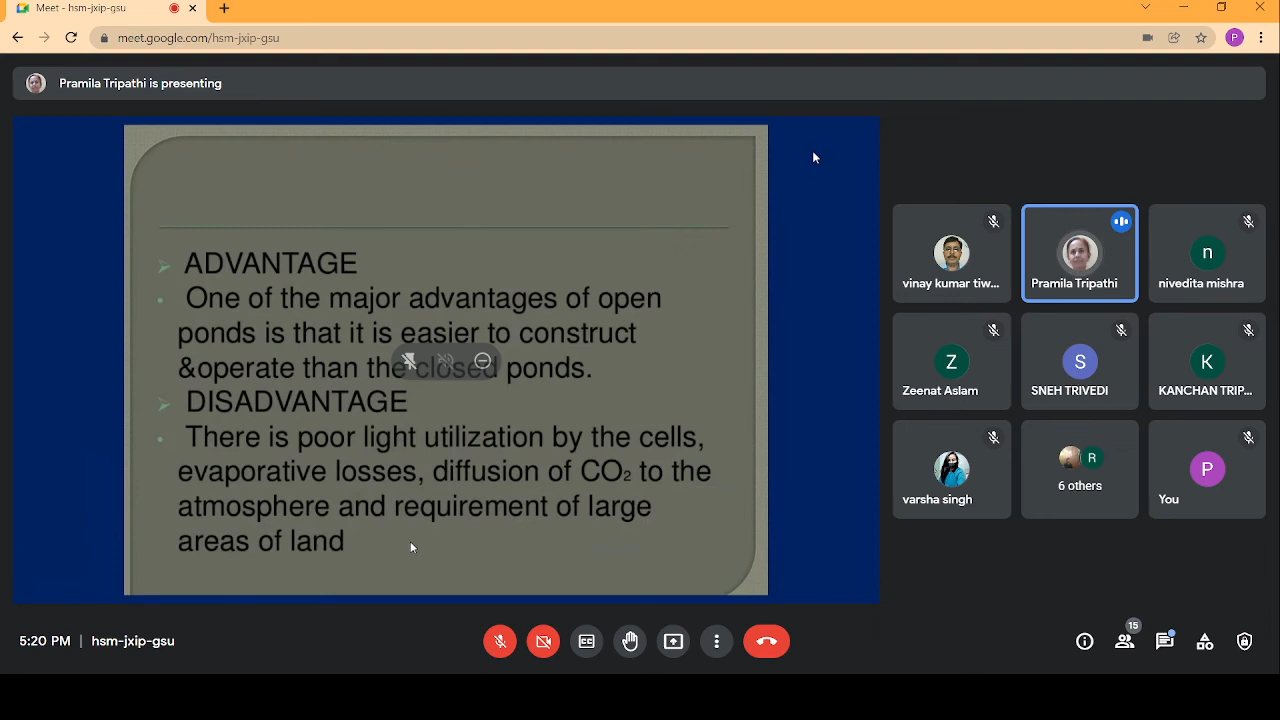 Meet - hsm-jxip-gsu
meet.google.com/hsm-jxip-gsu
P
Pramila Tripathi is presenting
ADVANTAGE
One of the major advantages of open
ponds is that it is easier to construct
&operate than the closed ponds.
DISADVANTAGE
There is poor light utilization by the cells,
evaporative losses, diffusion of CO₂ to the
atmosphere and requirement of large
areas of land
vinay kumar tiw...
Pramila Tripathi
n
nivedita mishra
Z
Zeenat Aslam
S
SNEH TRIVEDI
K
KANCHAN TRIP...
varsha singh
R
6 others
P
You
5:20 PM | hsm-jxip-gsu
15